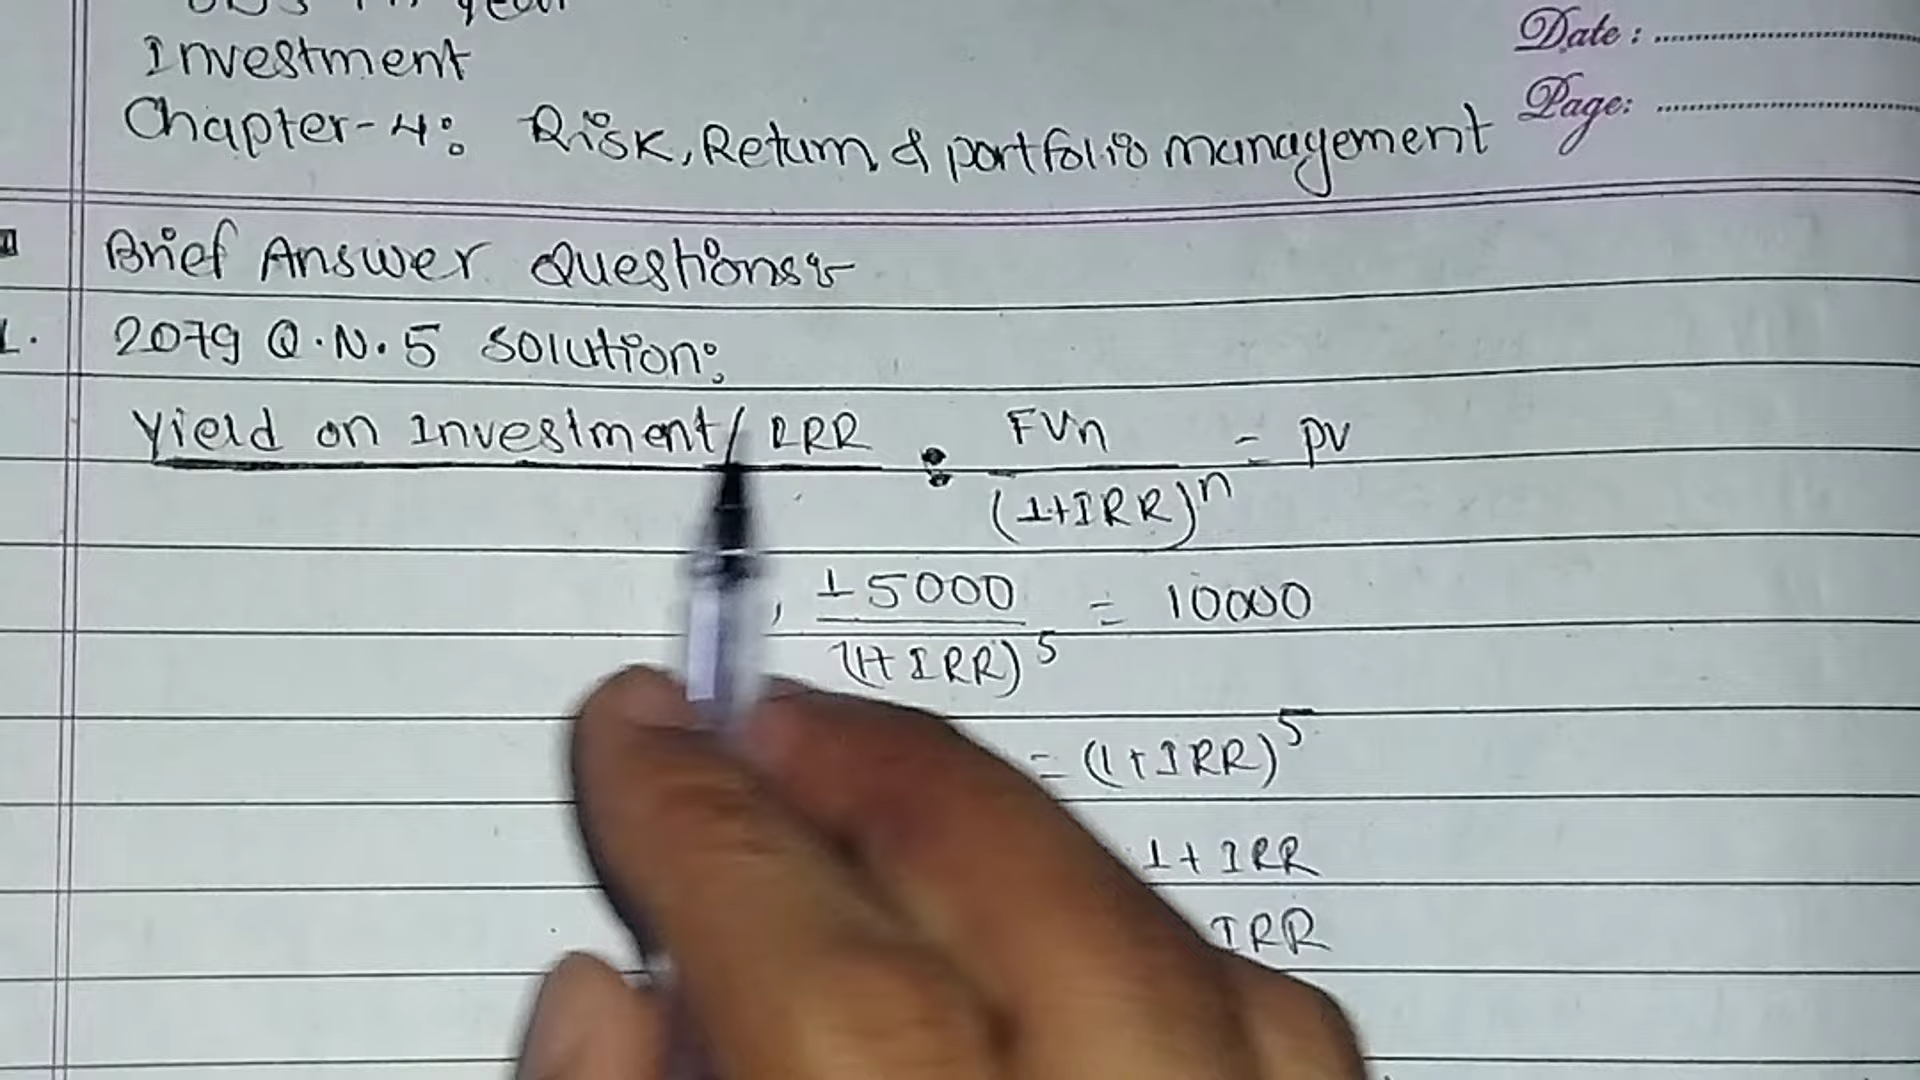 year
Investment
Date : ..........
Chapter-4: Risk, Return & portfolio management
Page: ..........
Brief Answer Questions:-
1. 2079 Q.N.5 Solution:
Yield on Investment/ IRR : FVn/(1+IRR)^n = PV
, 15000/(1+IRR)^5 = 10000
= (1+IRR)^5
1+ IRR
IRR